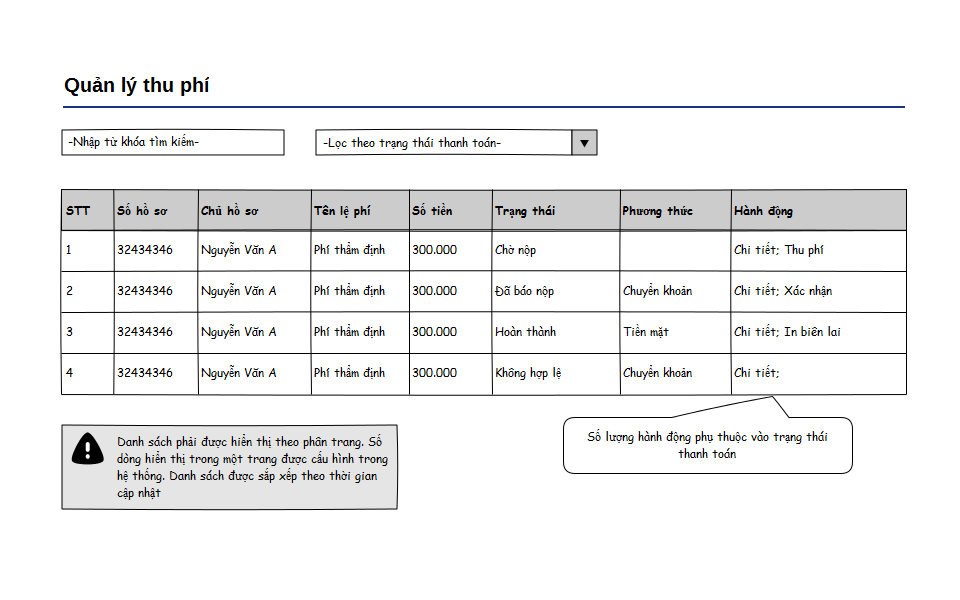 Quản lý thu phí
-Nhập từ khóa tìm kiếm- -Lọc theo trạng thái thanh toán- ▼
STT Số hồ sơ Chủ hồ sơ Tên lệ phí Số tiền Trạng thái Phương thức Hành động
1 32434346 Nguyễn Văn A Phí thẩm định 300.000 Chờ nộp Chi tiết; Thu phí
2 32434346 Nguyễn Văn A Phí thẩm định 300.000 Đã báo nộp Chuyển khoản Chi tiết; Xác nhận
3 32434346 Nguyễn Văn A Phí thẩm định 300.000 Hoàn thành Tiền mặt Chi tiết; In biên lai
4 32434346 Nguyễn Văn A Phí thẩm định 300.000 Không hợp lệ Chuyển khoản Chi tiết;
Danh sách phải được hiển thị theo phân trang. Số
dòng hiển thị trong một trang được cấu hình trong
hệ thống. Danh sách được sắp xếp theo thời gian
cập nhật
Số lượng hành động phụ thuộc vào trạng thái
thanh toán